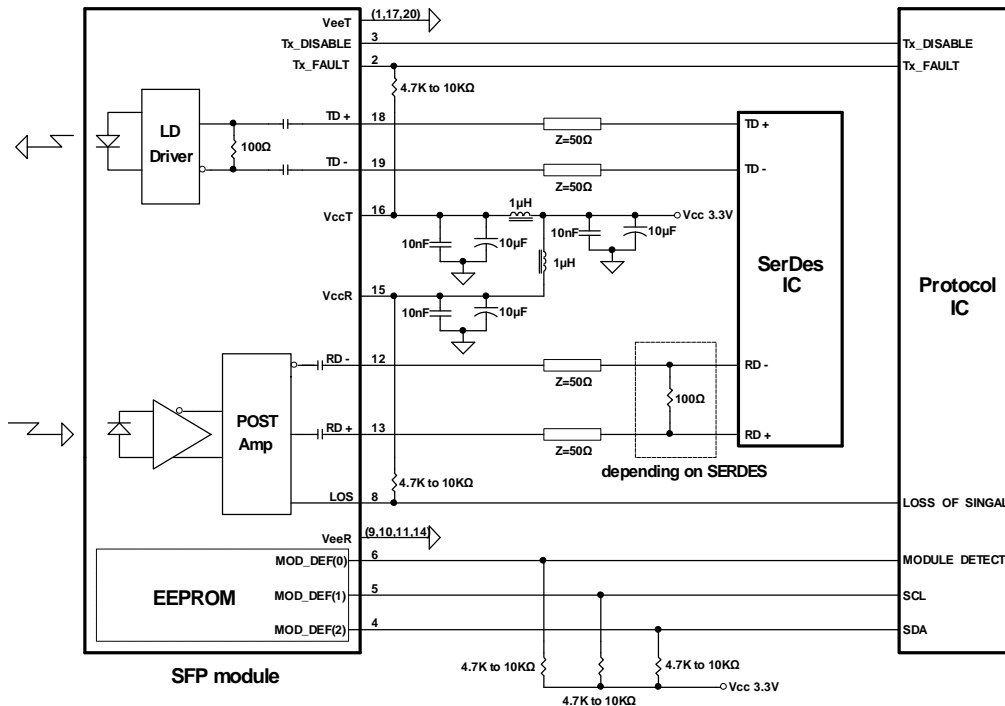 VeeT (1,17,20)
Tx_DISABLE 3 Tx_DISABLE
Tx_FAULT 2 Tx_FAULT
4.7K to 10KΩ
LD
Driver
100Ω
TD + 18 TD +
Z=50Ω
TD - 19 TD -
Z=50Ω
1µH
VccT 16 Vcc 3.3V
10nF 10µF 10nF 10µF
1µH
VccR 15
10nF 10µF
SerDes
IC
Protocol
IC
RD - 12 RD -
Z=50Ω
100Ω
POST
Amp
RD + 13 RD +
Z=50Ω
depending on SERDES
4.7K to 10KΩ
LOS 8 LOSS OF SINGAL
VeeR (9,10,11,14)
MOD_DEF(0) 6 MODULE DETECT
EEPROM
MOD_DEF(1) 5 SCL
MOD_DEF(2) 4 SDA
SFP module
4.7K to 10KΩ 4.7K to 10KΩ
4.7K to 10KΩ
Vcc 3.3V